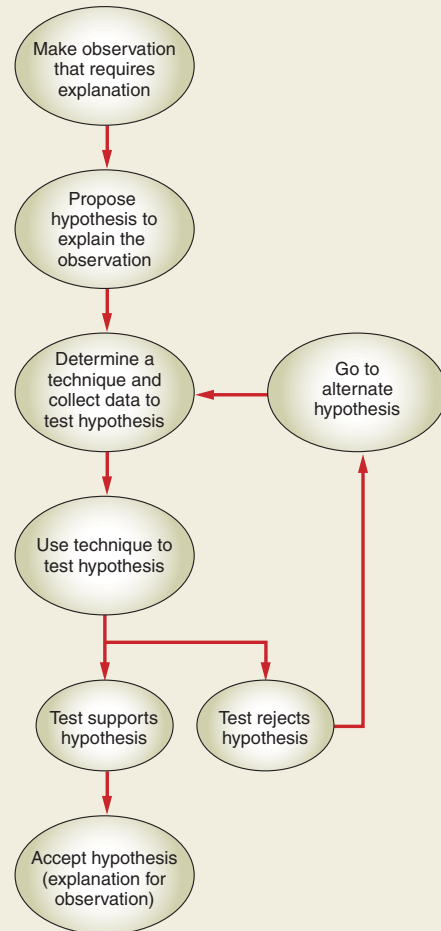 Make observation
that requires
explanation
Propose
hypothesis to
explain the
observation
Determine a
technique and
collect data to
test hypothesis
Go to
alternate
hypothesis
Use technique to
test hypothesis
Test supports
hypothesis
Test rejects
hypothesis
Accept hypothesis
(explanation for
observation)